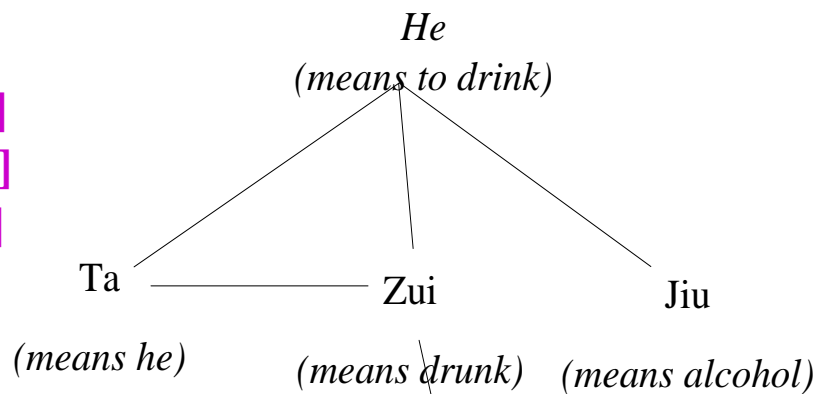 He
(means to drink)
]
]
]
Ta
Zui
Jiu
(means he)
(means drunk)
(means alcohol)